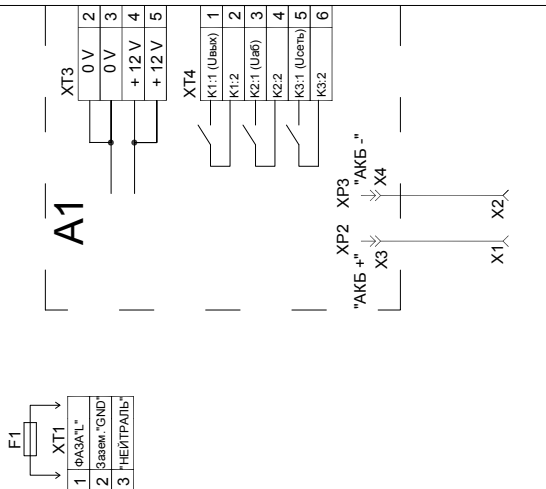 XT3
0 V 2
0 V 3
+ 12 V 4
+ 12 V 5
XT4
K1:1 (Uвых) 1
K1:2 2
K2:1 (Uаб) 3
K2:2 4
K3:1 (Uсеть) 5
K3:2 6
A1
XP3
"АКБ -"
X4
X2
XP2
"АКБ +"
X3
X1
F1
XT1
1 ФАЗА"L"
2 Зазем."GND"
3 "НЕЙТРАЛЬ"